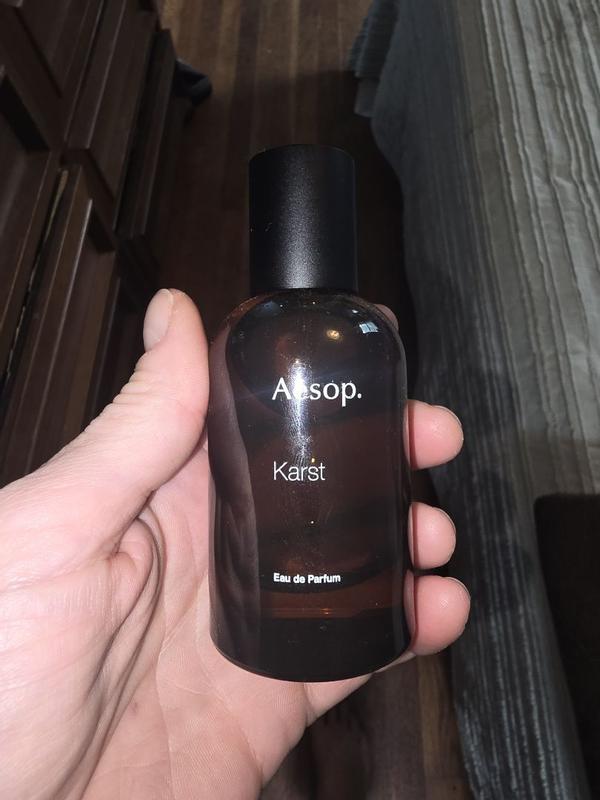 Aesop.
Karst
Eau de Parfum